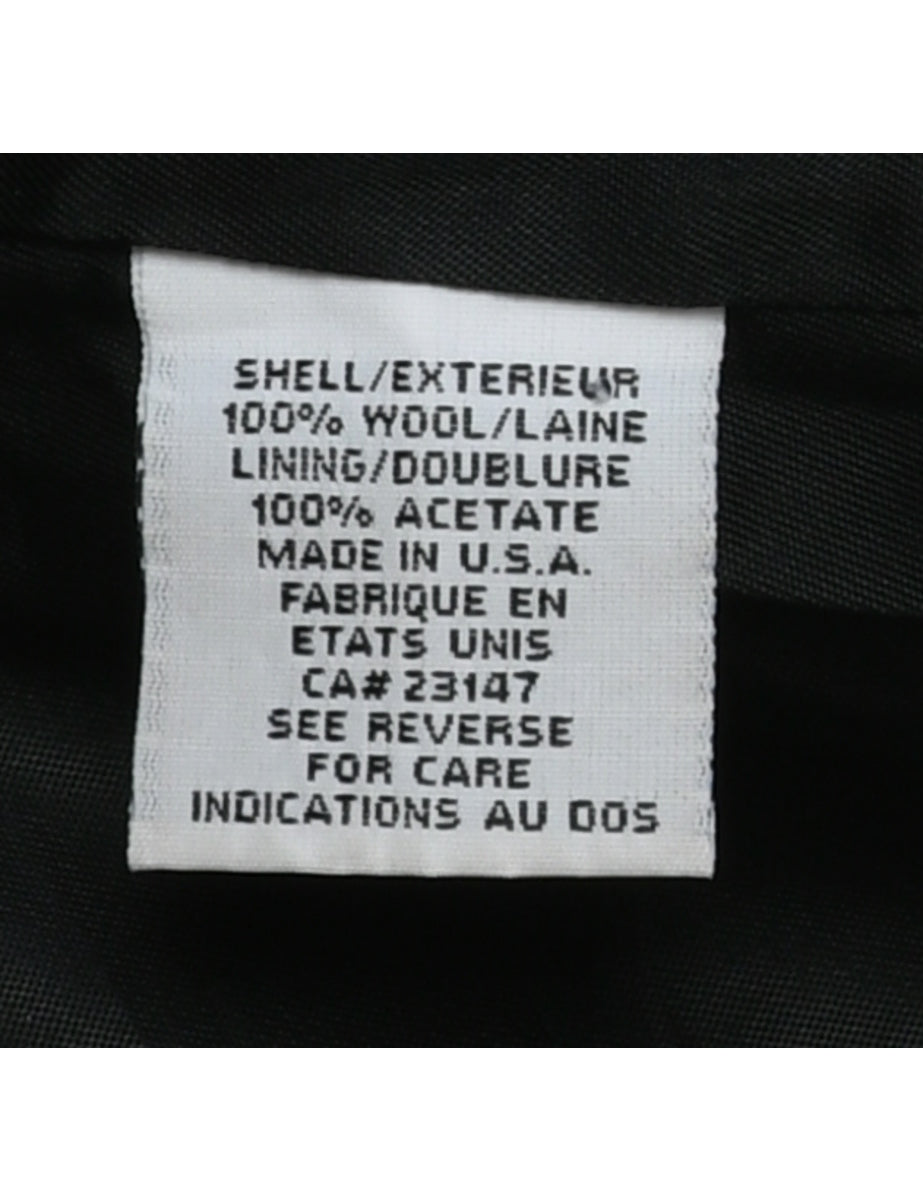 SHELL/EXTERIEUR
100% WOOL/LAINE
LINING/DOUBLURE
100% ACETATE
MADE IN U.S.A.
FABRIQUE EN
ETATS UNIS
CA# 23147
SEE REVERSE
FOR CARE
INDICATIONS AU DOS